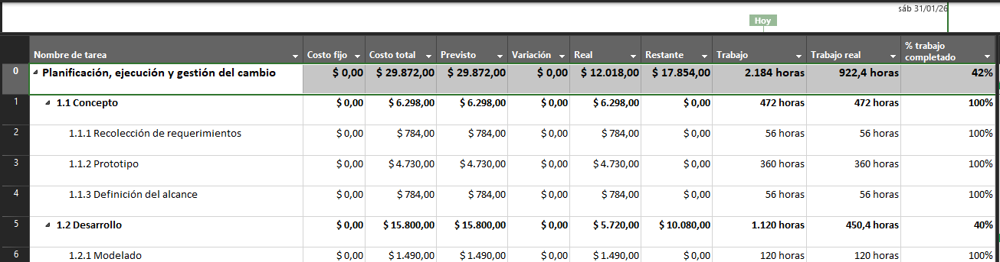 sáb 31/01/26
Hoy
Nombre de tarea Costo fijo Costo total Previsto Variación Real Restante Trabajo Trabajo real % trabajo completado
0 Planificación, ejecución y gestión del cambio $ 0,00 $ 29.872,00 $ 29.872,00 $ 0,00 $ 12.018,00 $ 17.854,00 2.184 horas 922,4 horas 42%
1 1.1 Concepto $ 0,00 $ 6.298,00 $ 6.298,00 $ 0,00 $ 6.298,00 $ 0,00 472 horas 472 horas 100%
2 1.1.1 Recolección de requerimientos $ 0,00 $ 784,00 $ 784,00 $ 0,00 $ 784,00 $ 0,00 56 horas 56 horas 100%
3 1.1.2 Prototipo $ 0,00 $ 4.730,00 $ 4.730,00 $ 0,00 $ 4.730,00 $ 0,00 360 horas 360 horas 100%
4 1.1.3 Definición del alcance $ 0,00 $ 784,00 $ 784,00 $ 0,00 $ 784,00 $ 0,00 56 horas 56 horas 100%
5 1.2 Desarrollo $ 0,00 $ 15.800,00 $ 15.800,00 $ 0,00 $ 5.720,00 $ 10.080,00 1.120 horas 450,4 horas 40%
6 1.2.1 Modelado $ 0,00 $ 1.490,00 $ 1.490,00 $ 0,00 $ 1.490,00 $ 0,00 120 horas 120 horas 100%